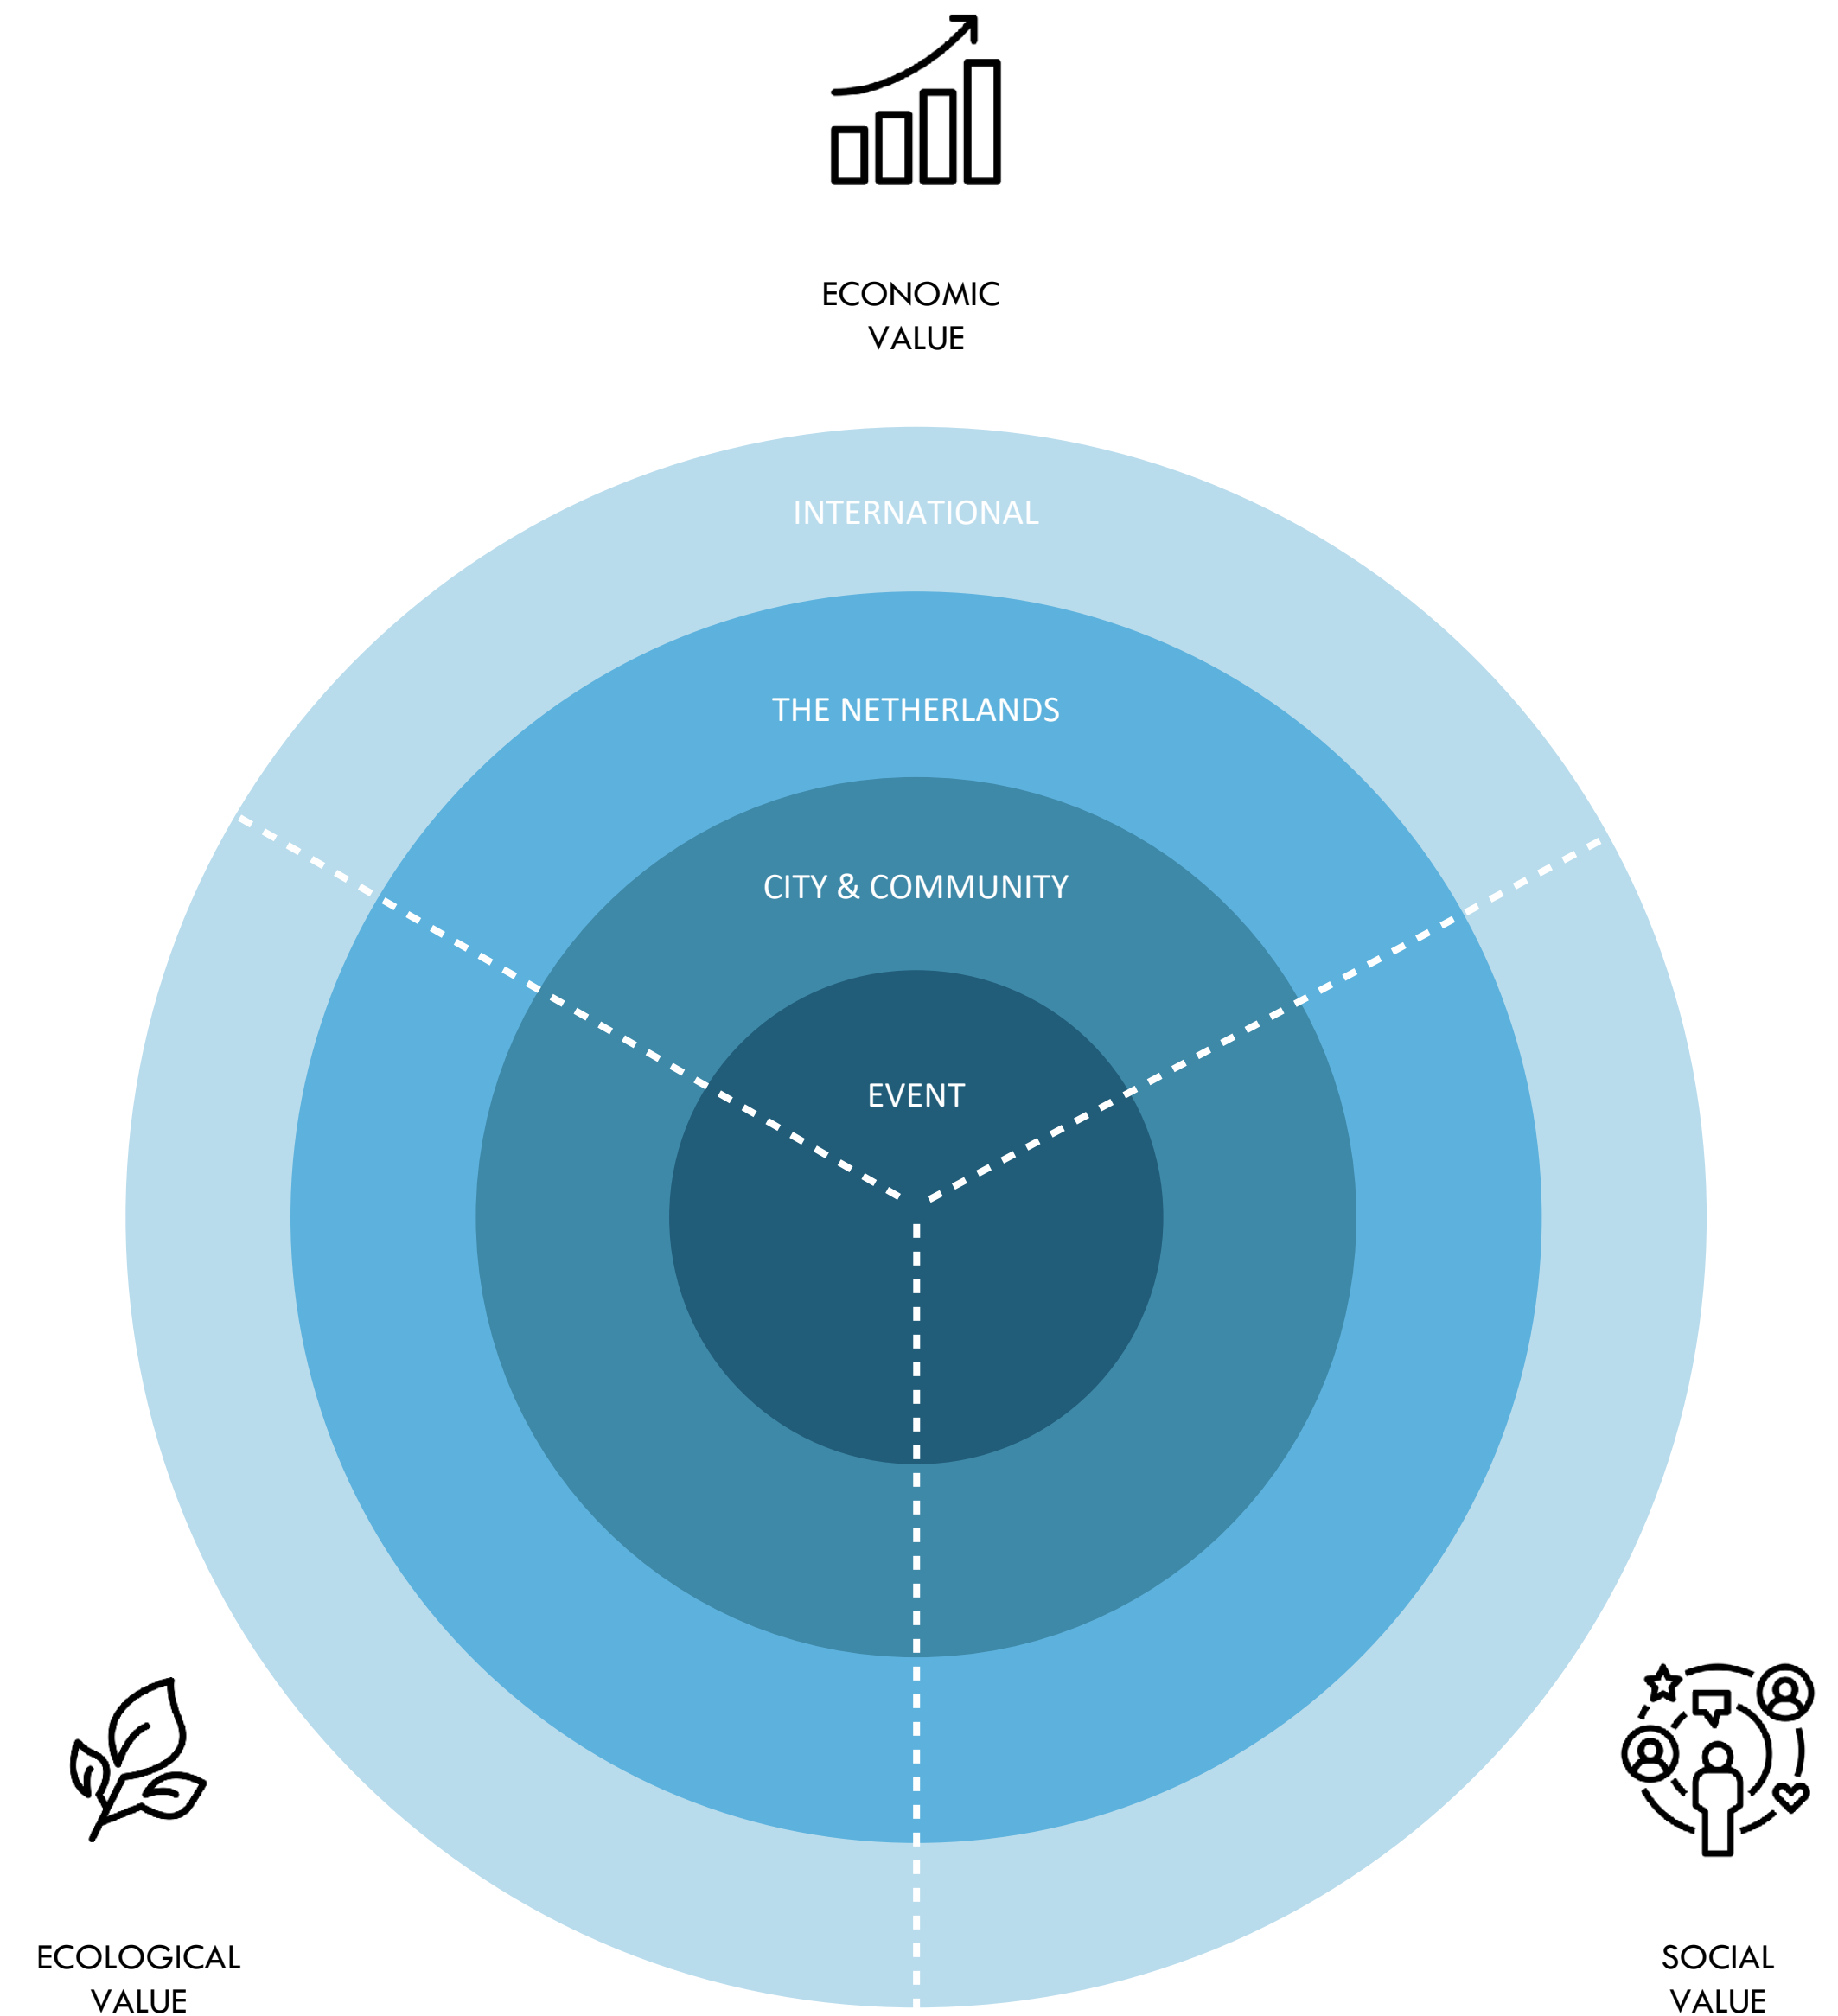 ECONOMIC
VALUE
INTERNATIONAL
THE NETHERLANDS
CITY & COMMUNITY
EVENT
ECOLOGICAL
VALUE
SOCIAL
VALUE